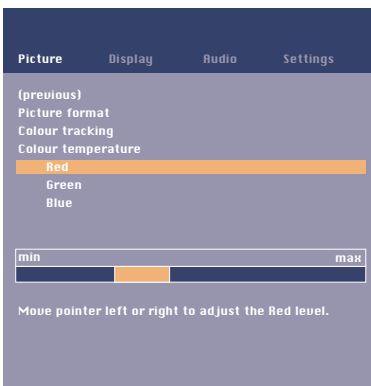 Picture Display Audio Settings
(previous)
Picture format
Colour tracking
Colour temperature
Red
Green
Blue
min max
Move pointer left or right to adjust the Red level.